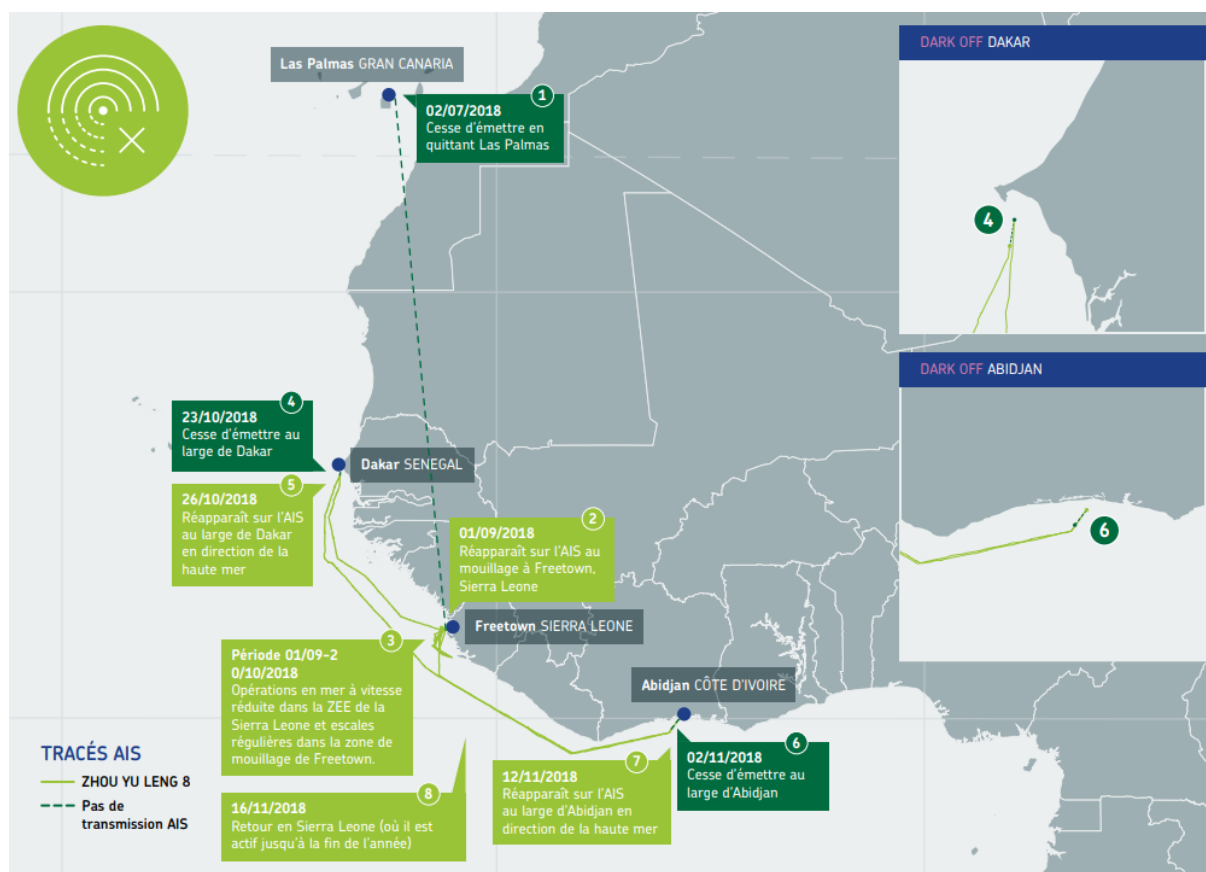 Las Palmas GRAN CANARIA
1
02/07/2018
Cesse d'émettre en
quittant Las Palmas
DARK OFF DAKAR
4
DARK OFF ABIDJAN
6
4
23/10/2018
Cesse d'émettre au
large de Dakar
Dakar SENEGAL
5
26/10/2018
Réapparaît sur l'AIS
au large de Dakar
en direction de la
haute mer
2
01/09/2018
Réapparaît sur l'AIS au
mouillage à Freetown,
Sierra Leone
Freetown SIERRA LEONE
3
Période 01/09-2
0/10/2018
Opérations en mer à vitesse
réduite dans la ZEE de la
Sierra Leone et escales
régulières dans la zone de
mouillage de Freetown.
Abidjan CÔTE D'IVOIRE
6
02/11/2018
Cesse d'émettre au
large d'Abidjan
7
12/11/2018
Réapparaît sur l'AIS
au large d'Abidjan en
direction de la haute mer
8
16/11/2018
Retour en Sierra Leone (où il est
actif jusqu'à la fin de l'année)
TRACÉS AIS
ZHOU YU LENG 8
Pas de
transmission AIS